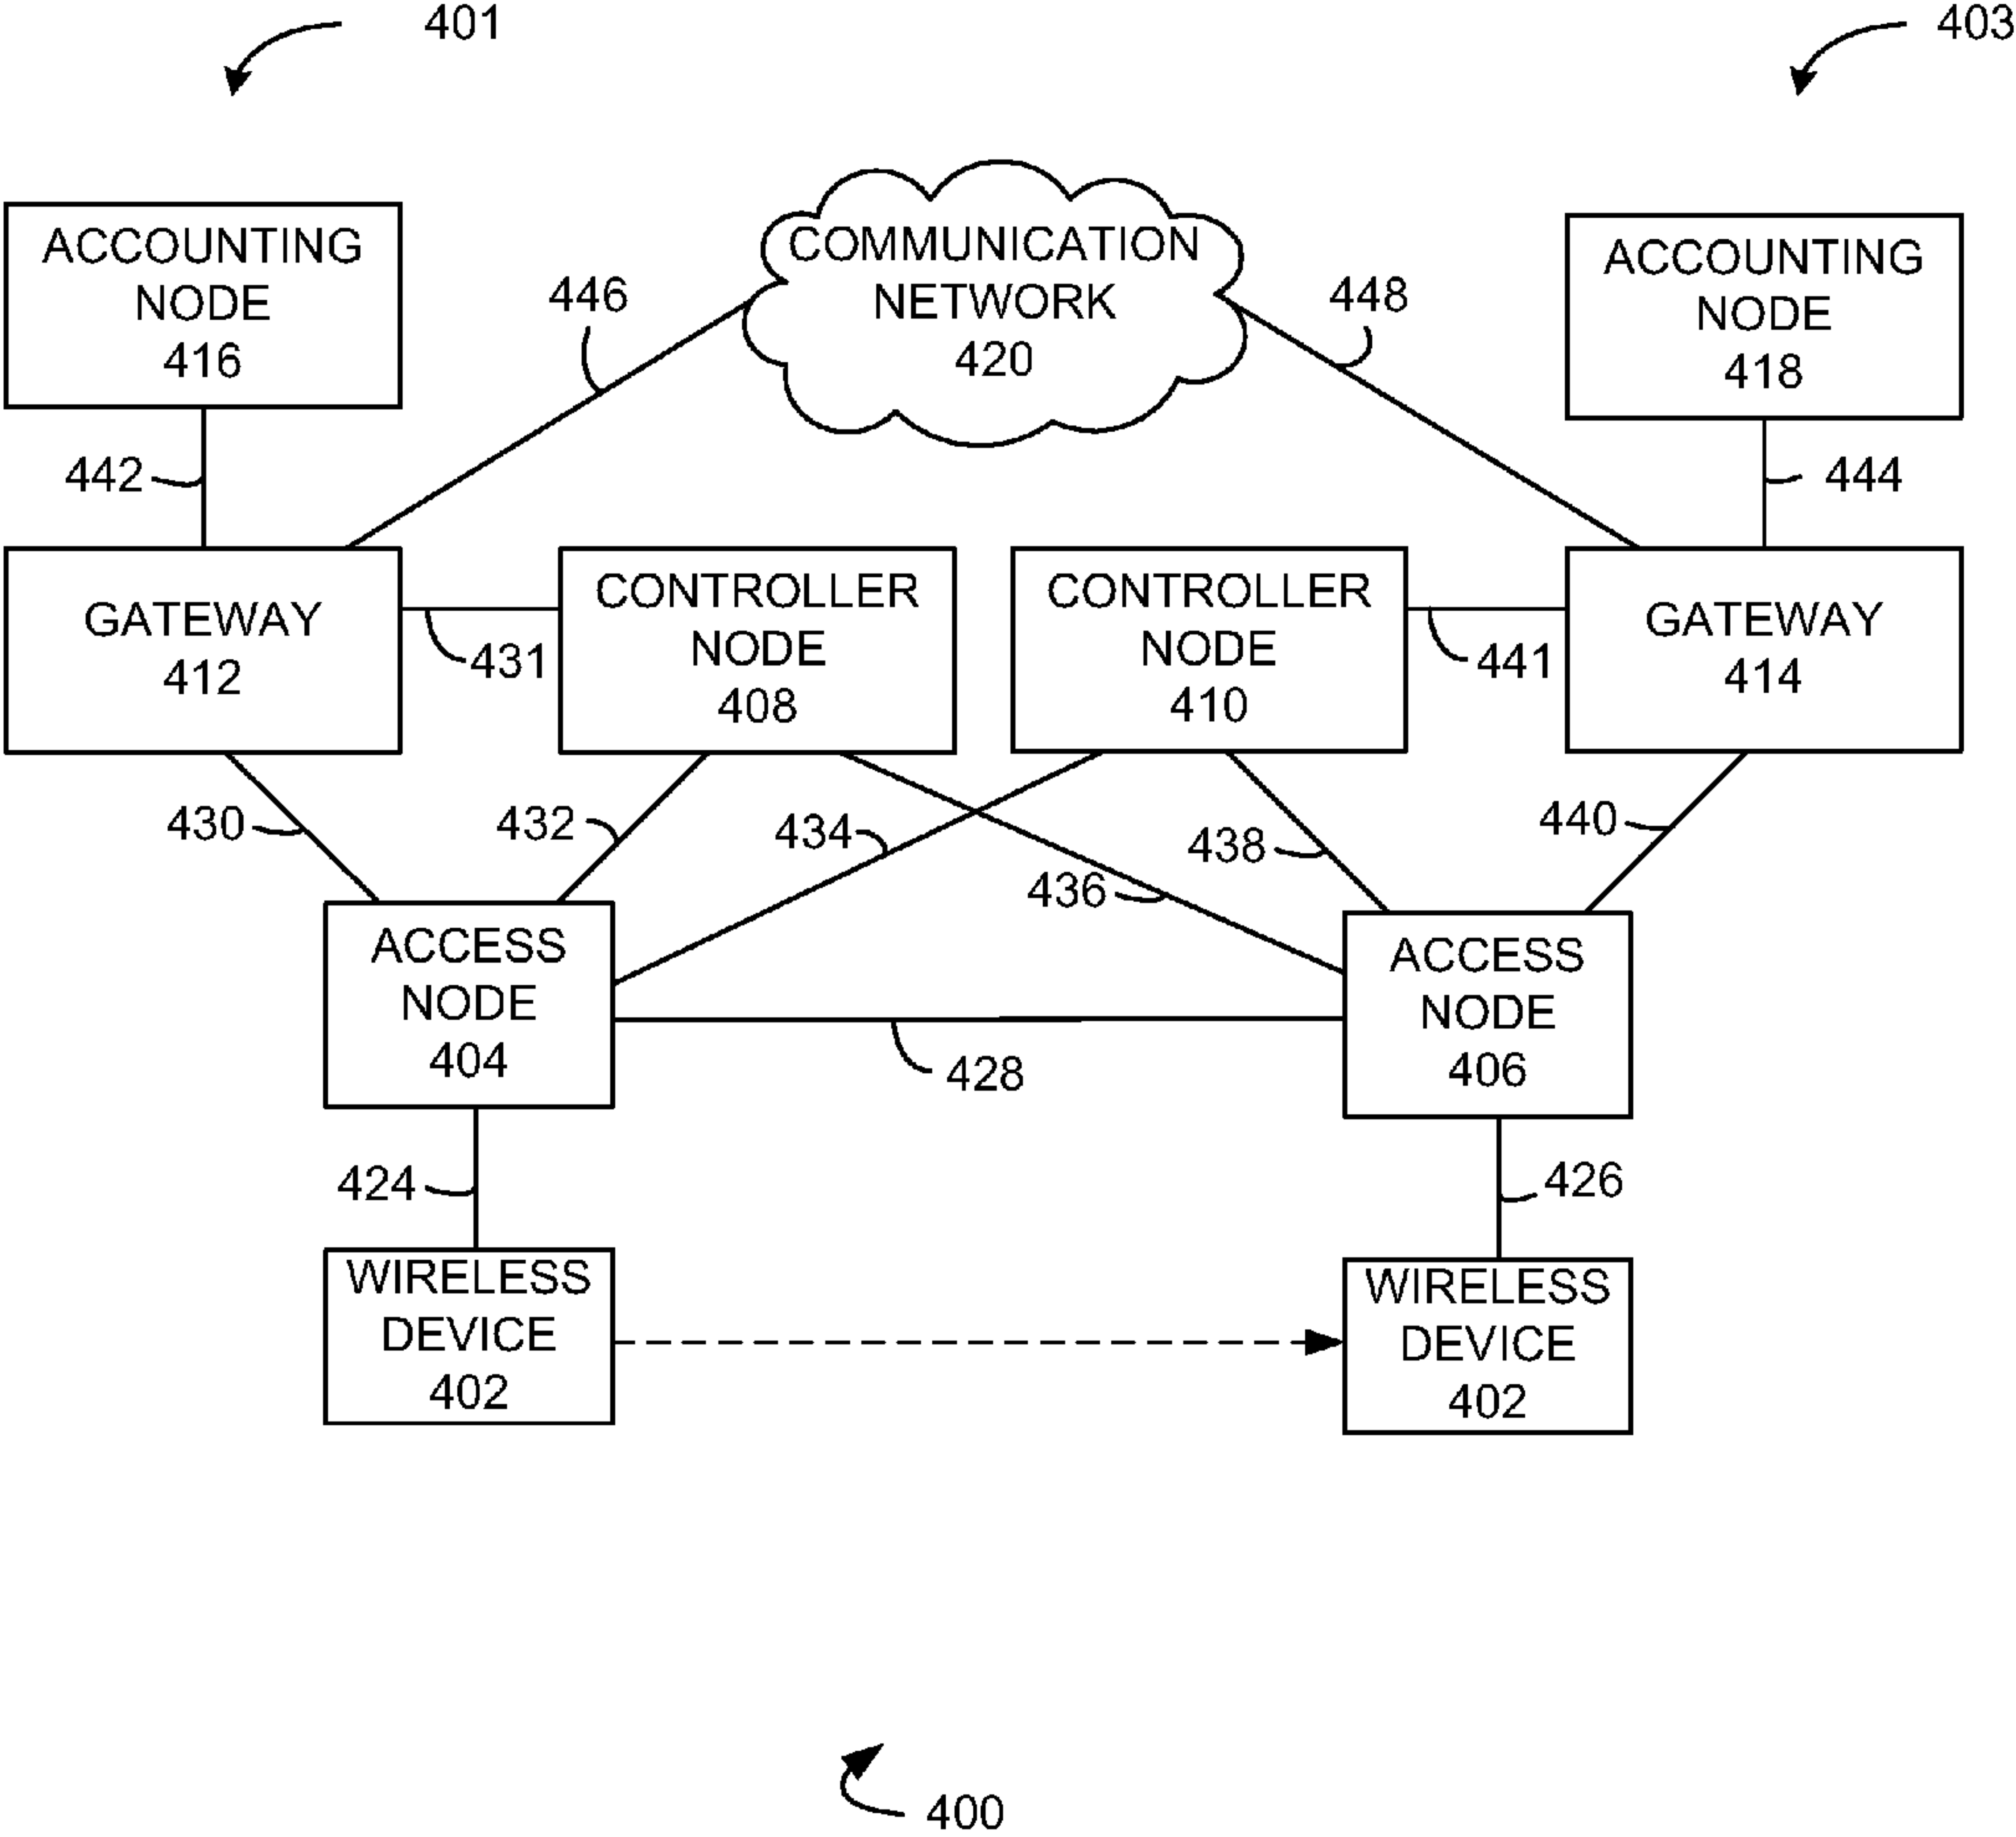 401
403
ACCOUNTING
NODE
416
COMMUNICATION
NETWORK
420
ACCOUNTING
NODE
418
446
448
442
444
GATEWAY
412
431
CONTROLLER
NODE
408
CONTROLLER
NODE
410
441
GATEWAY
414
430
432
434
436
438
440
ACCESS
NODE
404
428
ACCESS
NODE
406
424
426
WIRELESS
DEVICE
402
WIRELESS
DEVICE
402
400